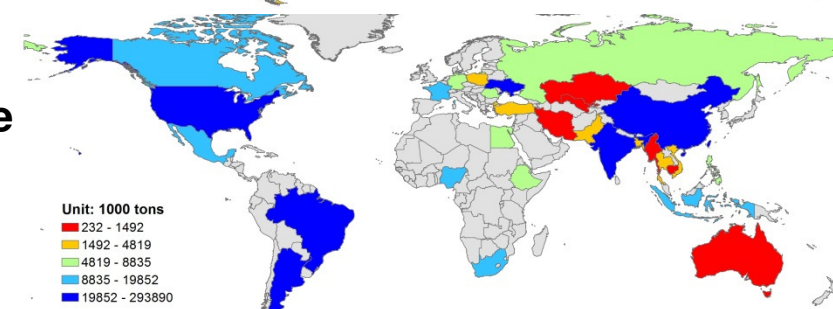 e
Unit: 1000 tons
232 - 1492
1492 - 4819
4819 - 8835
8835 - 19852
19852 - 293890